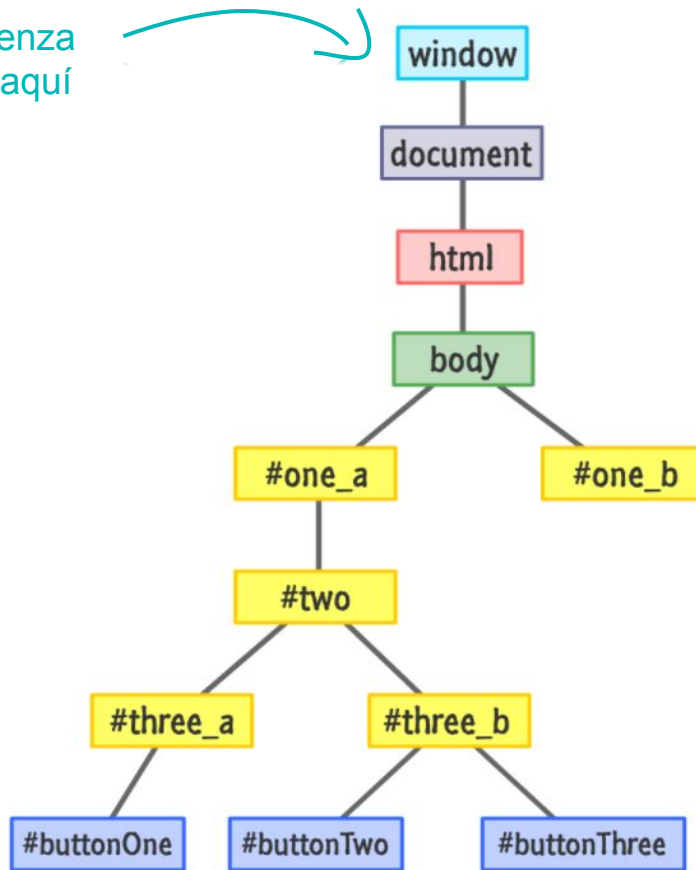 enza
aquí
window
document
html
body
#one_a
#one_b
#two
#three_a
#three_b
#buttonOne
#buttonTwo
#buttonThree